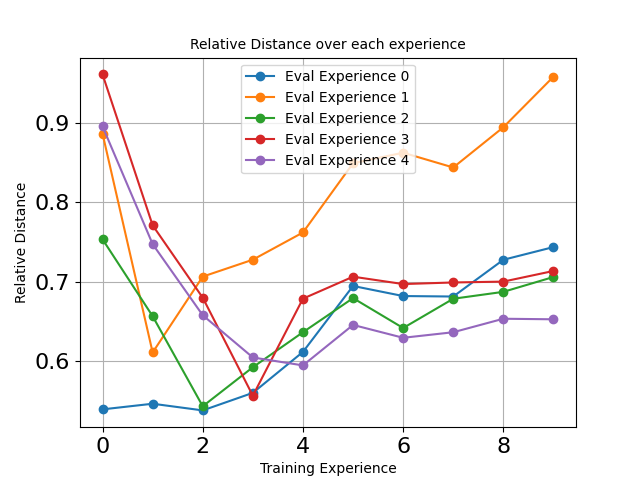 Relative Distance over each experience
Eval Experience 0
Eval Experience 1
Eval Experience 2
Eval Experience 3
Eval Experience 4
Relative Distance
0.9
0.8
0.7
0.6
0
2
4
6
8
Training Experience